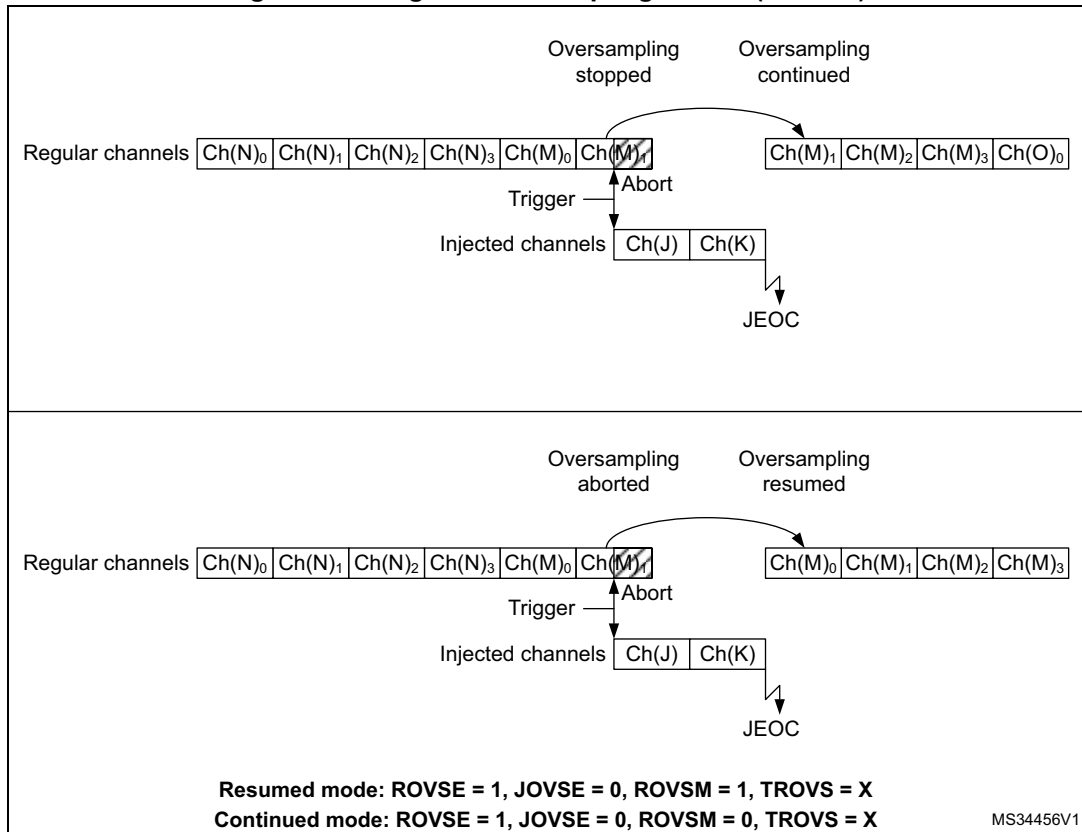 Oversampling stopped
Oversampling continued
Regular channels Ch(N)₀ Ch(N)₁ Ch(N)₂ Ch(N)₃ Ch(M)₀ Ch(M)₁ Ch(M)₁ Ch(M)₂ Ch(M)₃ Ch(O)₀
Abort
Trigger
Injected channels Ch(J) Ch(K)
JEOC
Oversampling aborted
Oversampling resumed
Regular channels Ch(N)₀ Ch(N)₁ Ch(N)₂ Ch(N)₃ Ch(M)₀ Ch(M)₁ Ch(M)₀ Ch(M)₁ Ch(M)₂ Ch(M)₃
Abort
Trigger
Injected channels Ch(J) Ch(K)
JEOC
Resumed mode: ROVSE = 1, JOVSE = 0, ROVSM = 1, TROVS = X
Continued mode: ROVSE = 1, JOVSE = 0, ROVSM = 0, TROVS = X
MS34456V1